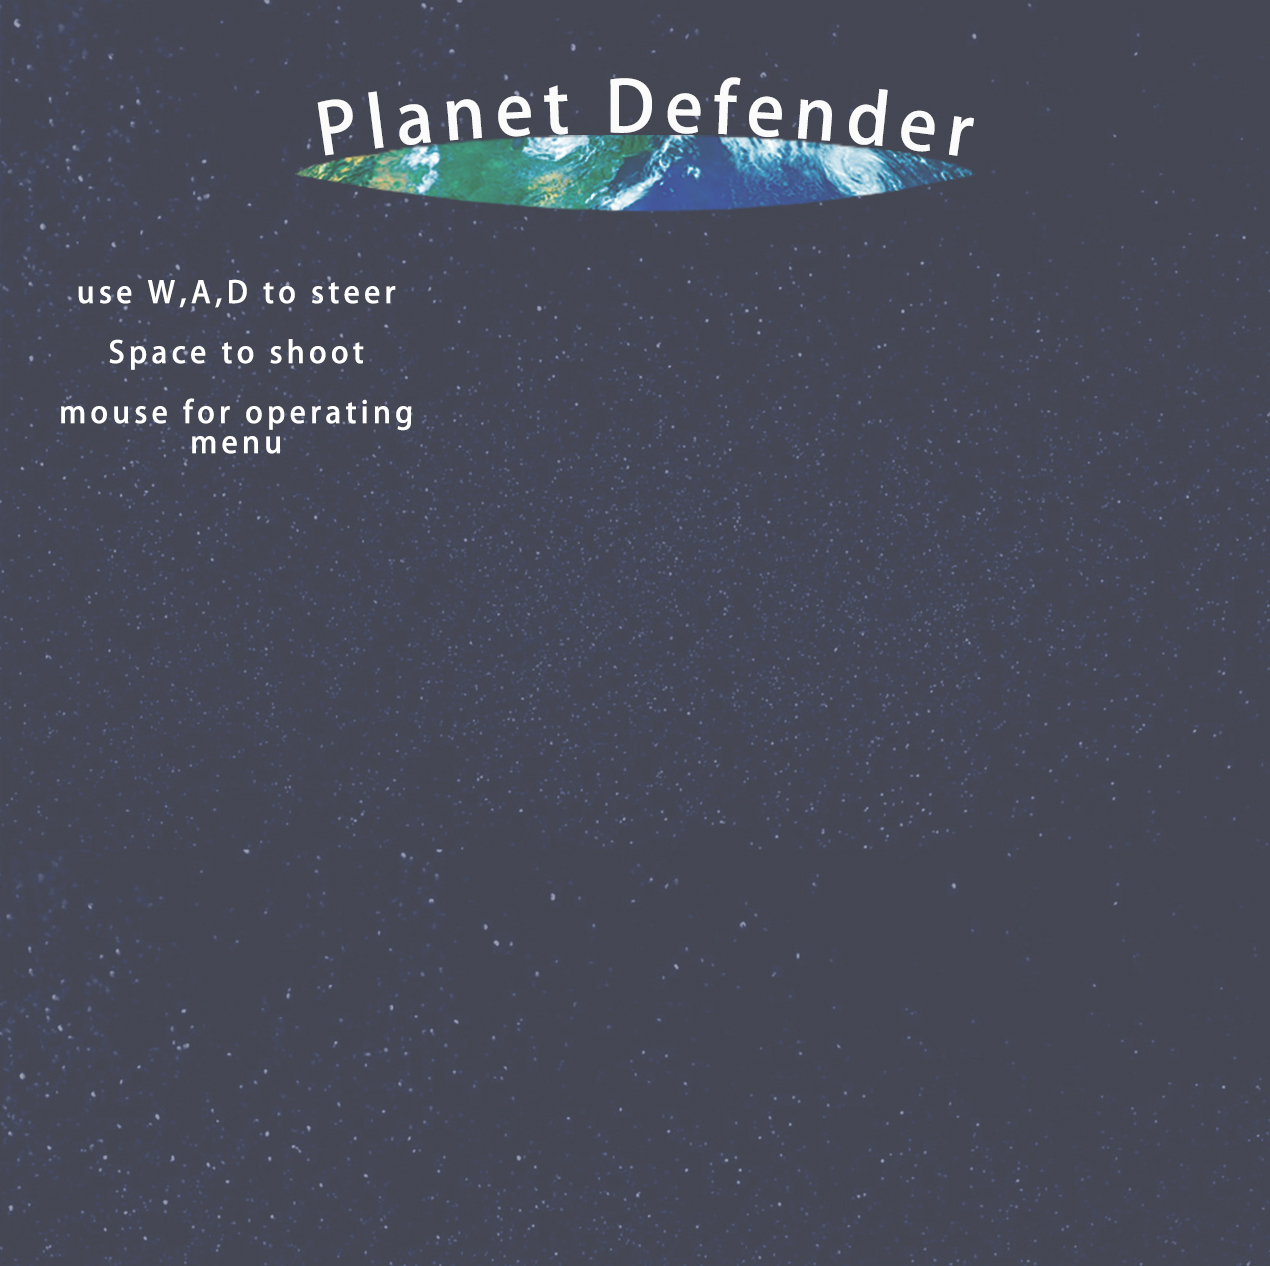 Planet Defender
use W,A,D to steer
Space to shoot
mouse for operating
menu